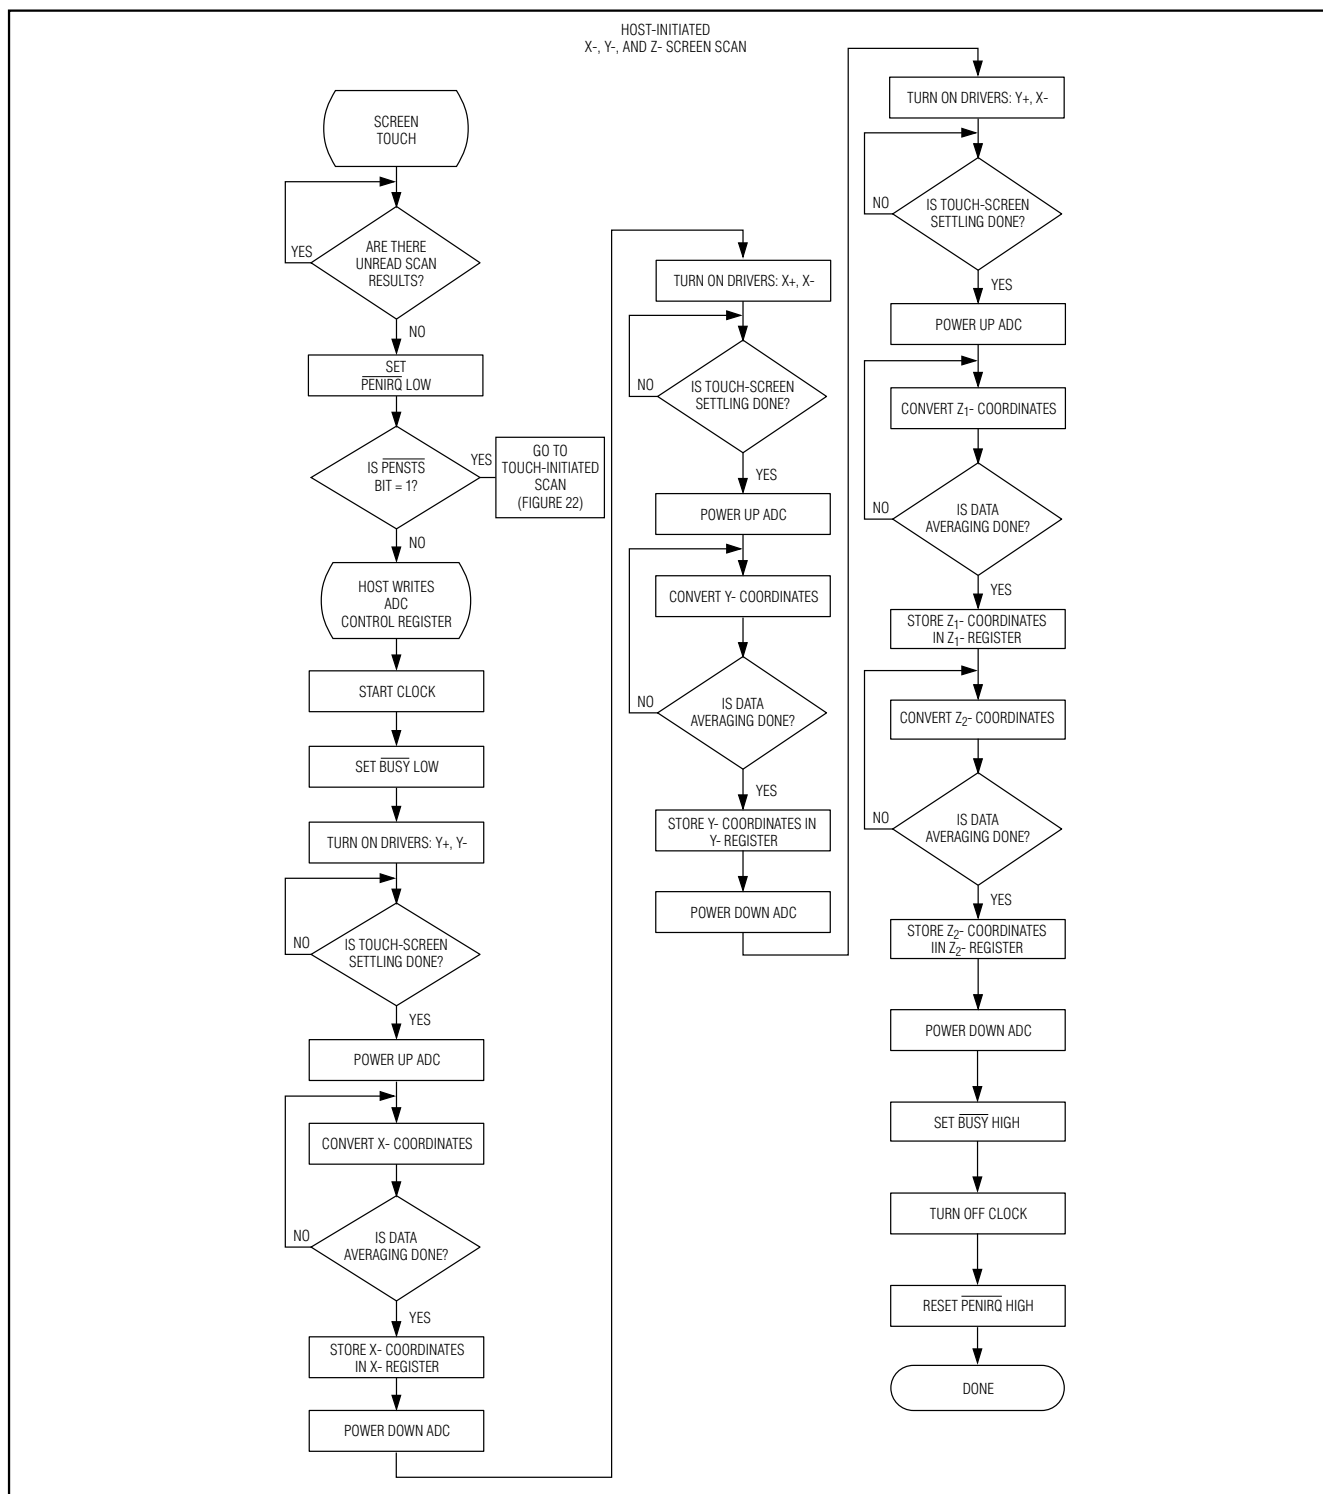 HOST-INITIATED
X-, Y-, AND Z- SCREEN SCAN
SCREEN
TOUCH
YES
ARE THERE
UNREAD SCAN
RESULTS?
NO
SET
PENIRQ LOW
IS PENSTS
BIT = 1?
YES
GO TO
TOUCH-INITIATED
SCAN
(FIGURE 22)
NO
HOST WRITES
ADC
CONTROL REGISTER
START CLOCK
SET BUSY LOW
TURN ON DRIVERS: Y+, Y-
NO
IS TOUCH-SCREEN
SETTLING DONE?
YES
POWER UP ADC
CONVERT X- COORDINATES
NO
IS DATA
AVERAGING DONE?
YES
STORE X- COORDINATES
IN X- REGISTER
POWER DOWN ADC
TURN ON DRIVERS: X+, X-
NO
IS TOUCH-SCREEN
SETTLING DONE?
YES
POWER UP ADC
CONVERT Y- COORDINATES
NO
IS DATA
AVERAGING DONE?
YES
STORE Y- COORDINATES IN
Y- REGISTER
POWER DOWN ADC
TURN ON DRIVERS: Y+, X-
NO
IS TOUCH-SCREEN
SETTLING DONE?
YES
POWER UP ADC
CONVERT Z1- COORDINATES
NO
IS DATA
AVERAGING DONE?
YES
STORE Z1- COORDINATES
IN Z1- REGISTER
CONVERT Z2- COORDINATES
NO
IS DATA
AVERAGING DONE?
YES
STORE Z2- COORDINATES
IIN Z2- REGISTER
POWER DOWN ADC
SET BUSY HIGH
TURN OFF CLOCK
RESET PENIRQ HIGH
DONE